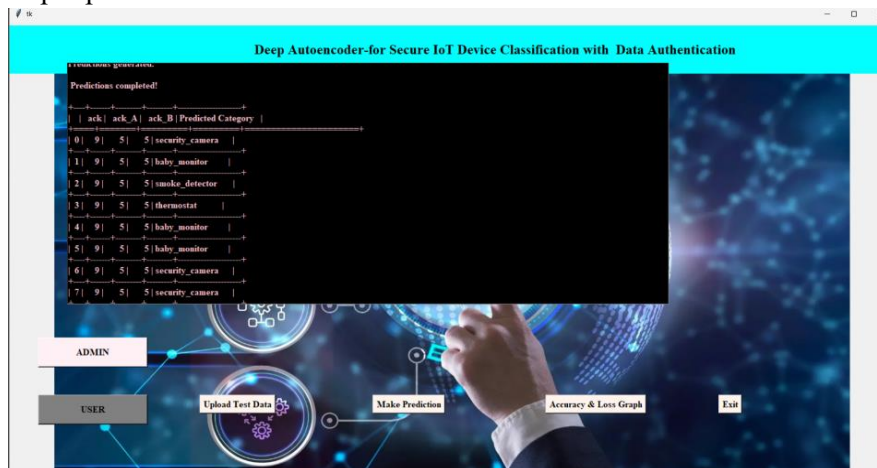 tk
Deep Autoencoder-for Secure IoT Device Classification with Data Authentication
Predictions generated.
Predictions completed!
| | ack | ack_A | ack_B | Predicted Category |
| 0 | 9 | 5 | 5 | security_camera |
| 1 | 9 | 5 | 5 | baby_monitor |
| 2 | 9 | 5 | 5 | smoke_detector |
| 3 | 9 | 5 | 5 | thermostat |
| 4 | 9 | 5 | 5 | baby_monitor |
| 5 | 9 | 5 | 5 | baby_monitor |
| 6 | 9 | 5 | 5 | security_camera |
| 7 | 9 | 5 | 5 | security_camera |
ADMIN
USER
Upload Test Data
Make Prediction
Accuracy & Loss Graph
Exit